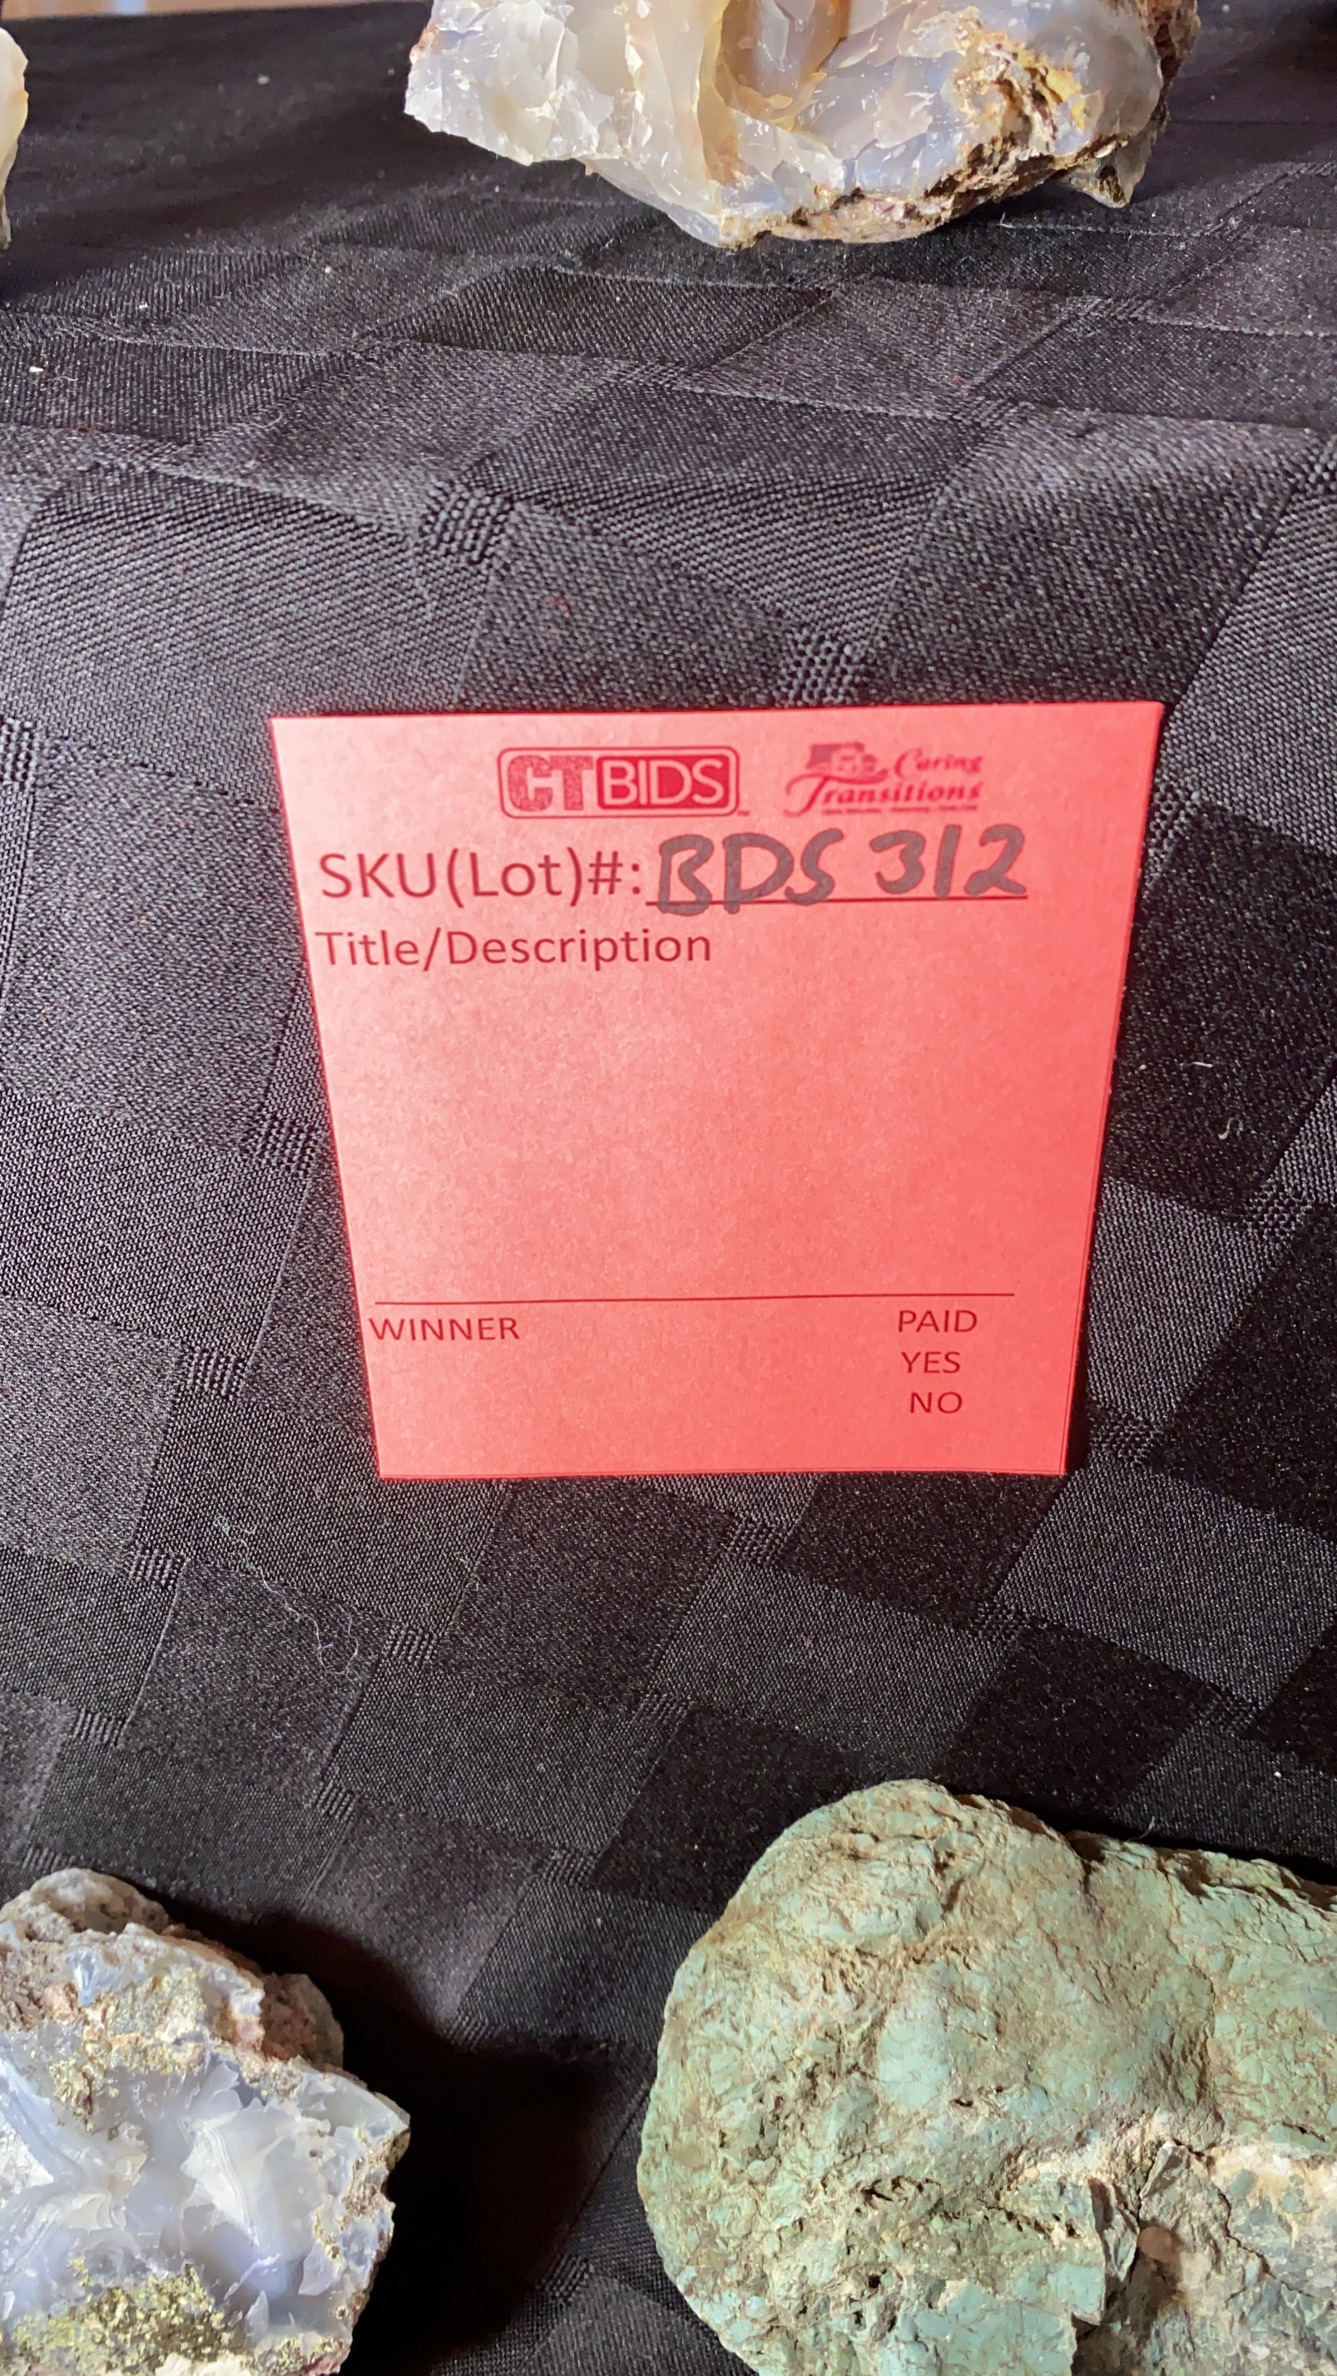 CTBIDS Caring
Transitions
SKU(Lot)#: BDS 312
Title/Description
WINNER PAID
YES
NO